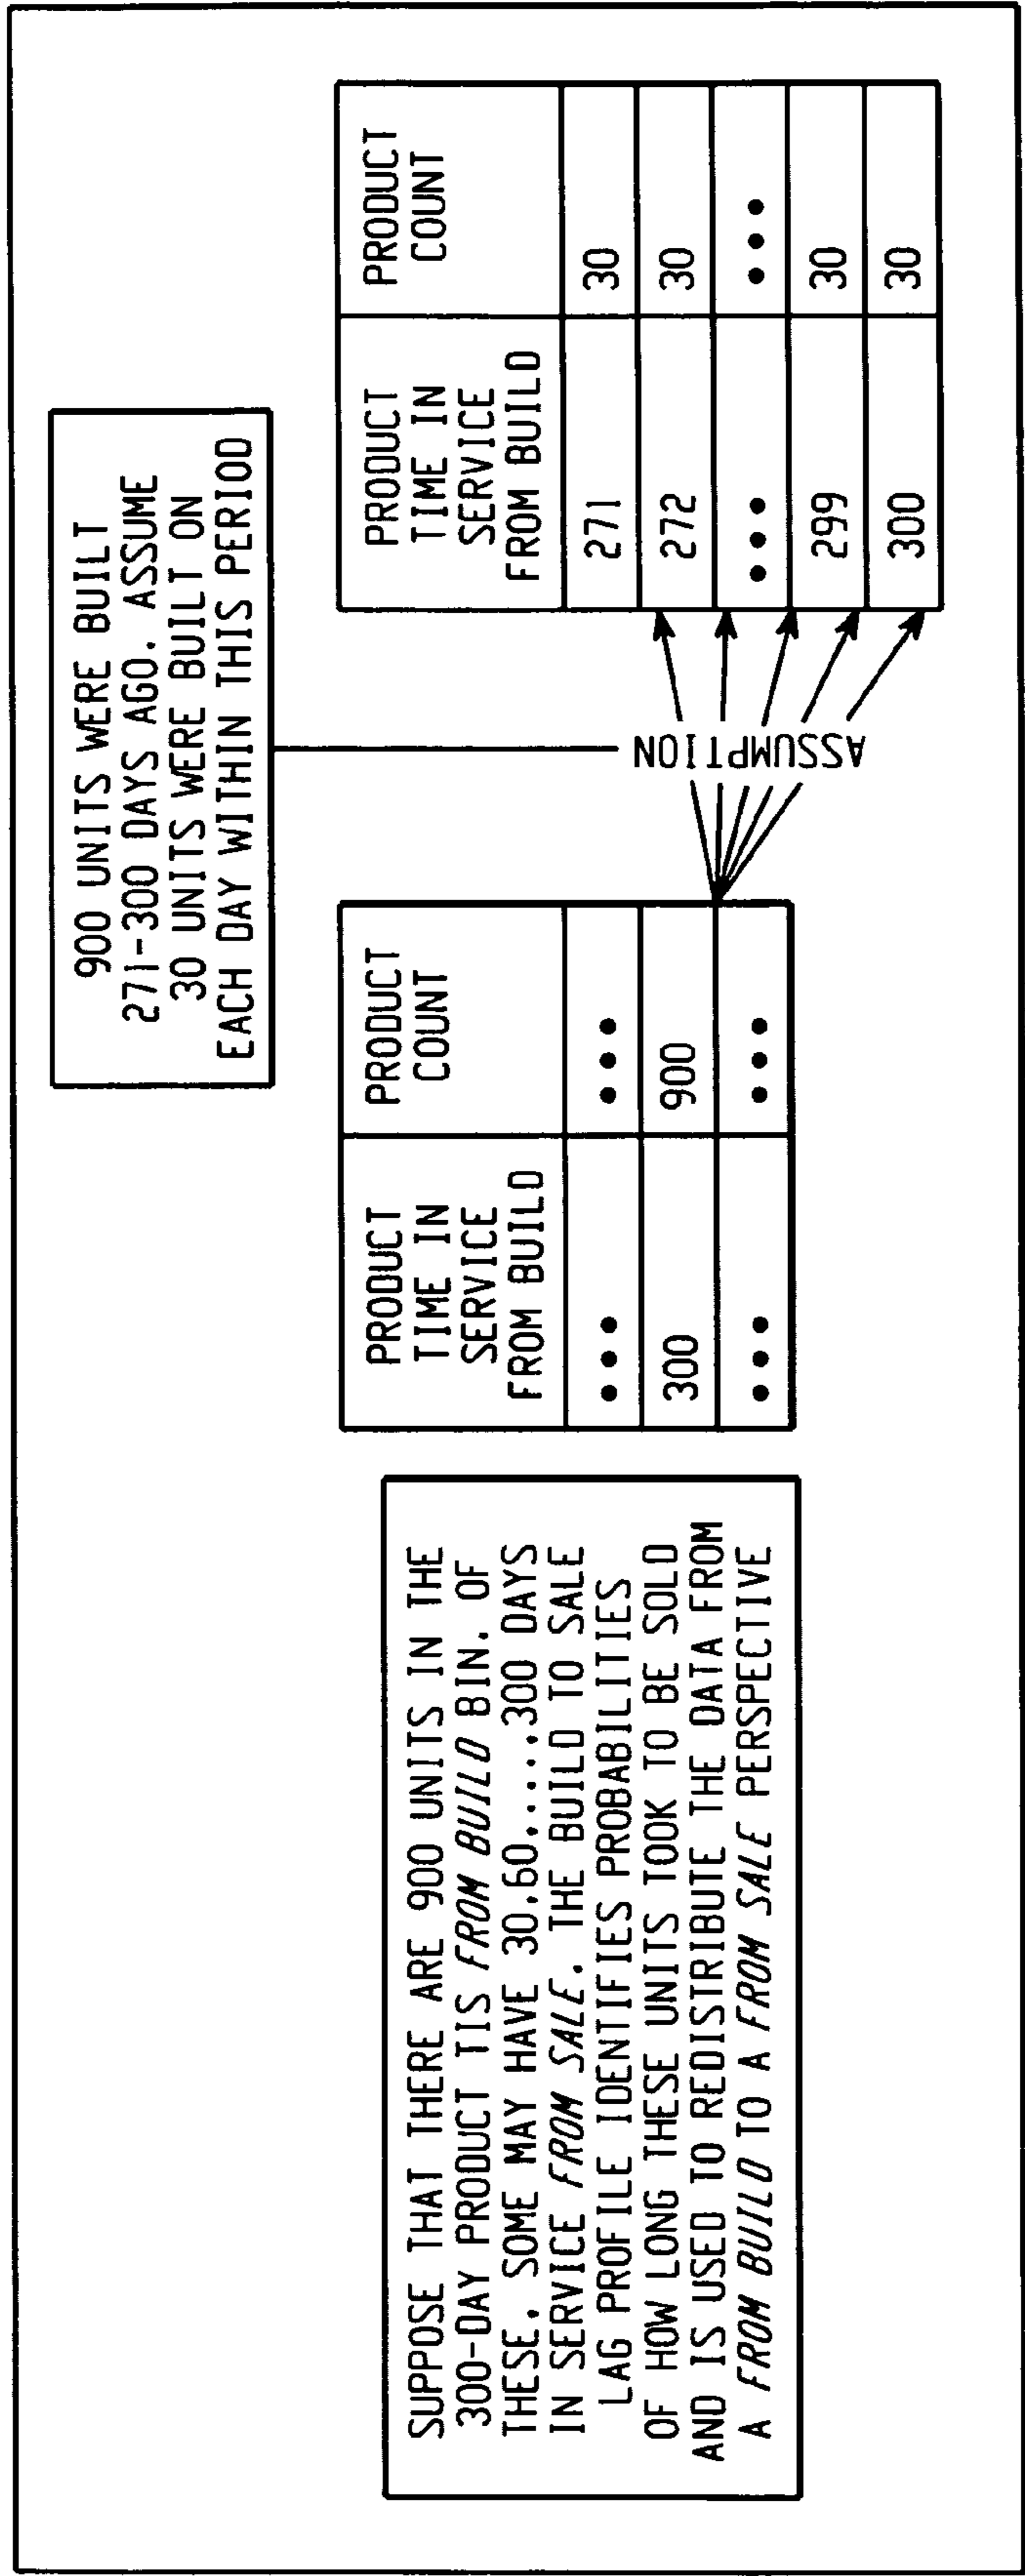 900 UNITS WERE BUILT
271-300 DAYS AGO. ASSUME
30 UNITS WERE BUILT ON
EACH DAY WITHIN THIS PERIOD
SUPPOSE THAT THERE ARE 900 UNITS IN THE
300-DAY PRODUCT TIS FROM BUILD BIN. OF
THESE, SOME MAY HAVE 30,60,...,300 DAYS
IN SERVICE FROM SALE. THE BUILD TO SALE
LAG PROFILE IDENTIFIES PROBABILITIES
OF HOW LONG THESE UNITS TOOK TO BE SOLD
AND IS USED TO REDISTRIBUTE THE DATA FROM
A FROM BUILD TO A FROM SALE PERSPECTIVE
PRODUCT
TIME IN
SERVICE
FROM BUILD
PRODUCT
COUNT
••• •••
300 900
••• •••
ASSUMPTION
PRODUCT
TIME IN
SERVICE
FROM BUILD
PRODUCT
COUNT
271 30
272 30
••• •••
299 30
300 30